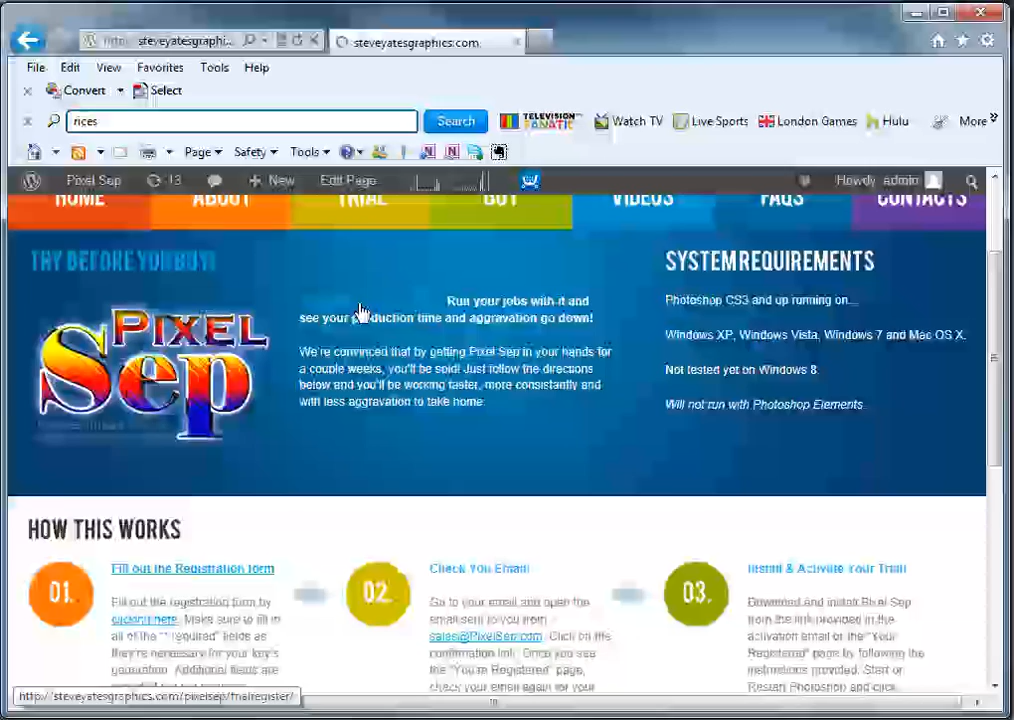 steveyatesgraphi...
steveyatesgraphics.com
File Edit View Favorites Tools Help
Convert Select
rices Search TELEVISION FANATIC Watch TV Live Sports London Games Hulu More
Page Safety Tools
Pixel Sep 13 New Edit Page Howdy admin
HOME ABOUT TRIAL BUY VIDEOS FAQS CONTACTS
TRY BEFORE YOU BUY!
SYSTEM REQUIREMENTS
PIXEL
Sep
Run your jobs with it and
see your duction time and aggravation go down!
We're convinced that by getting Pixel Sep in your hands for
a couple weeks, you'll be sold! Just follow the directions
below and you'll be working faster, more consistently and
with less aggravation to take home.
Photoshop CS3 and up running on...
Windows XP, Windows Vista, Windows 7 and Mac OS X.
Not tested yet on Windows 8.
Will not run with Photoshop Elements.
HOW THIS WORKS
01.
Fill out the Registration form
Fill out the registration form by
clicking here. Make sure to fill in
all of the "required" fields as
they're necessary for your key's
generation. Additional fields are
02.
Check You Email!
Go to your email and open the
email sent to you from
sales@PixelSep.com. Click on the
confirmation link. Once you see
the "You're Registered" page,
check your email again for your
03.
Install & Activate Your Trial
Download and install Pixel Sep
from the link provided in the
activation email or the "Your
Registered" page by following the
instructions provided. Start or
Restart Photoshop and click
http://steveyatesgraphics.com/pixelsep/trialregister/